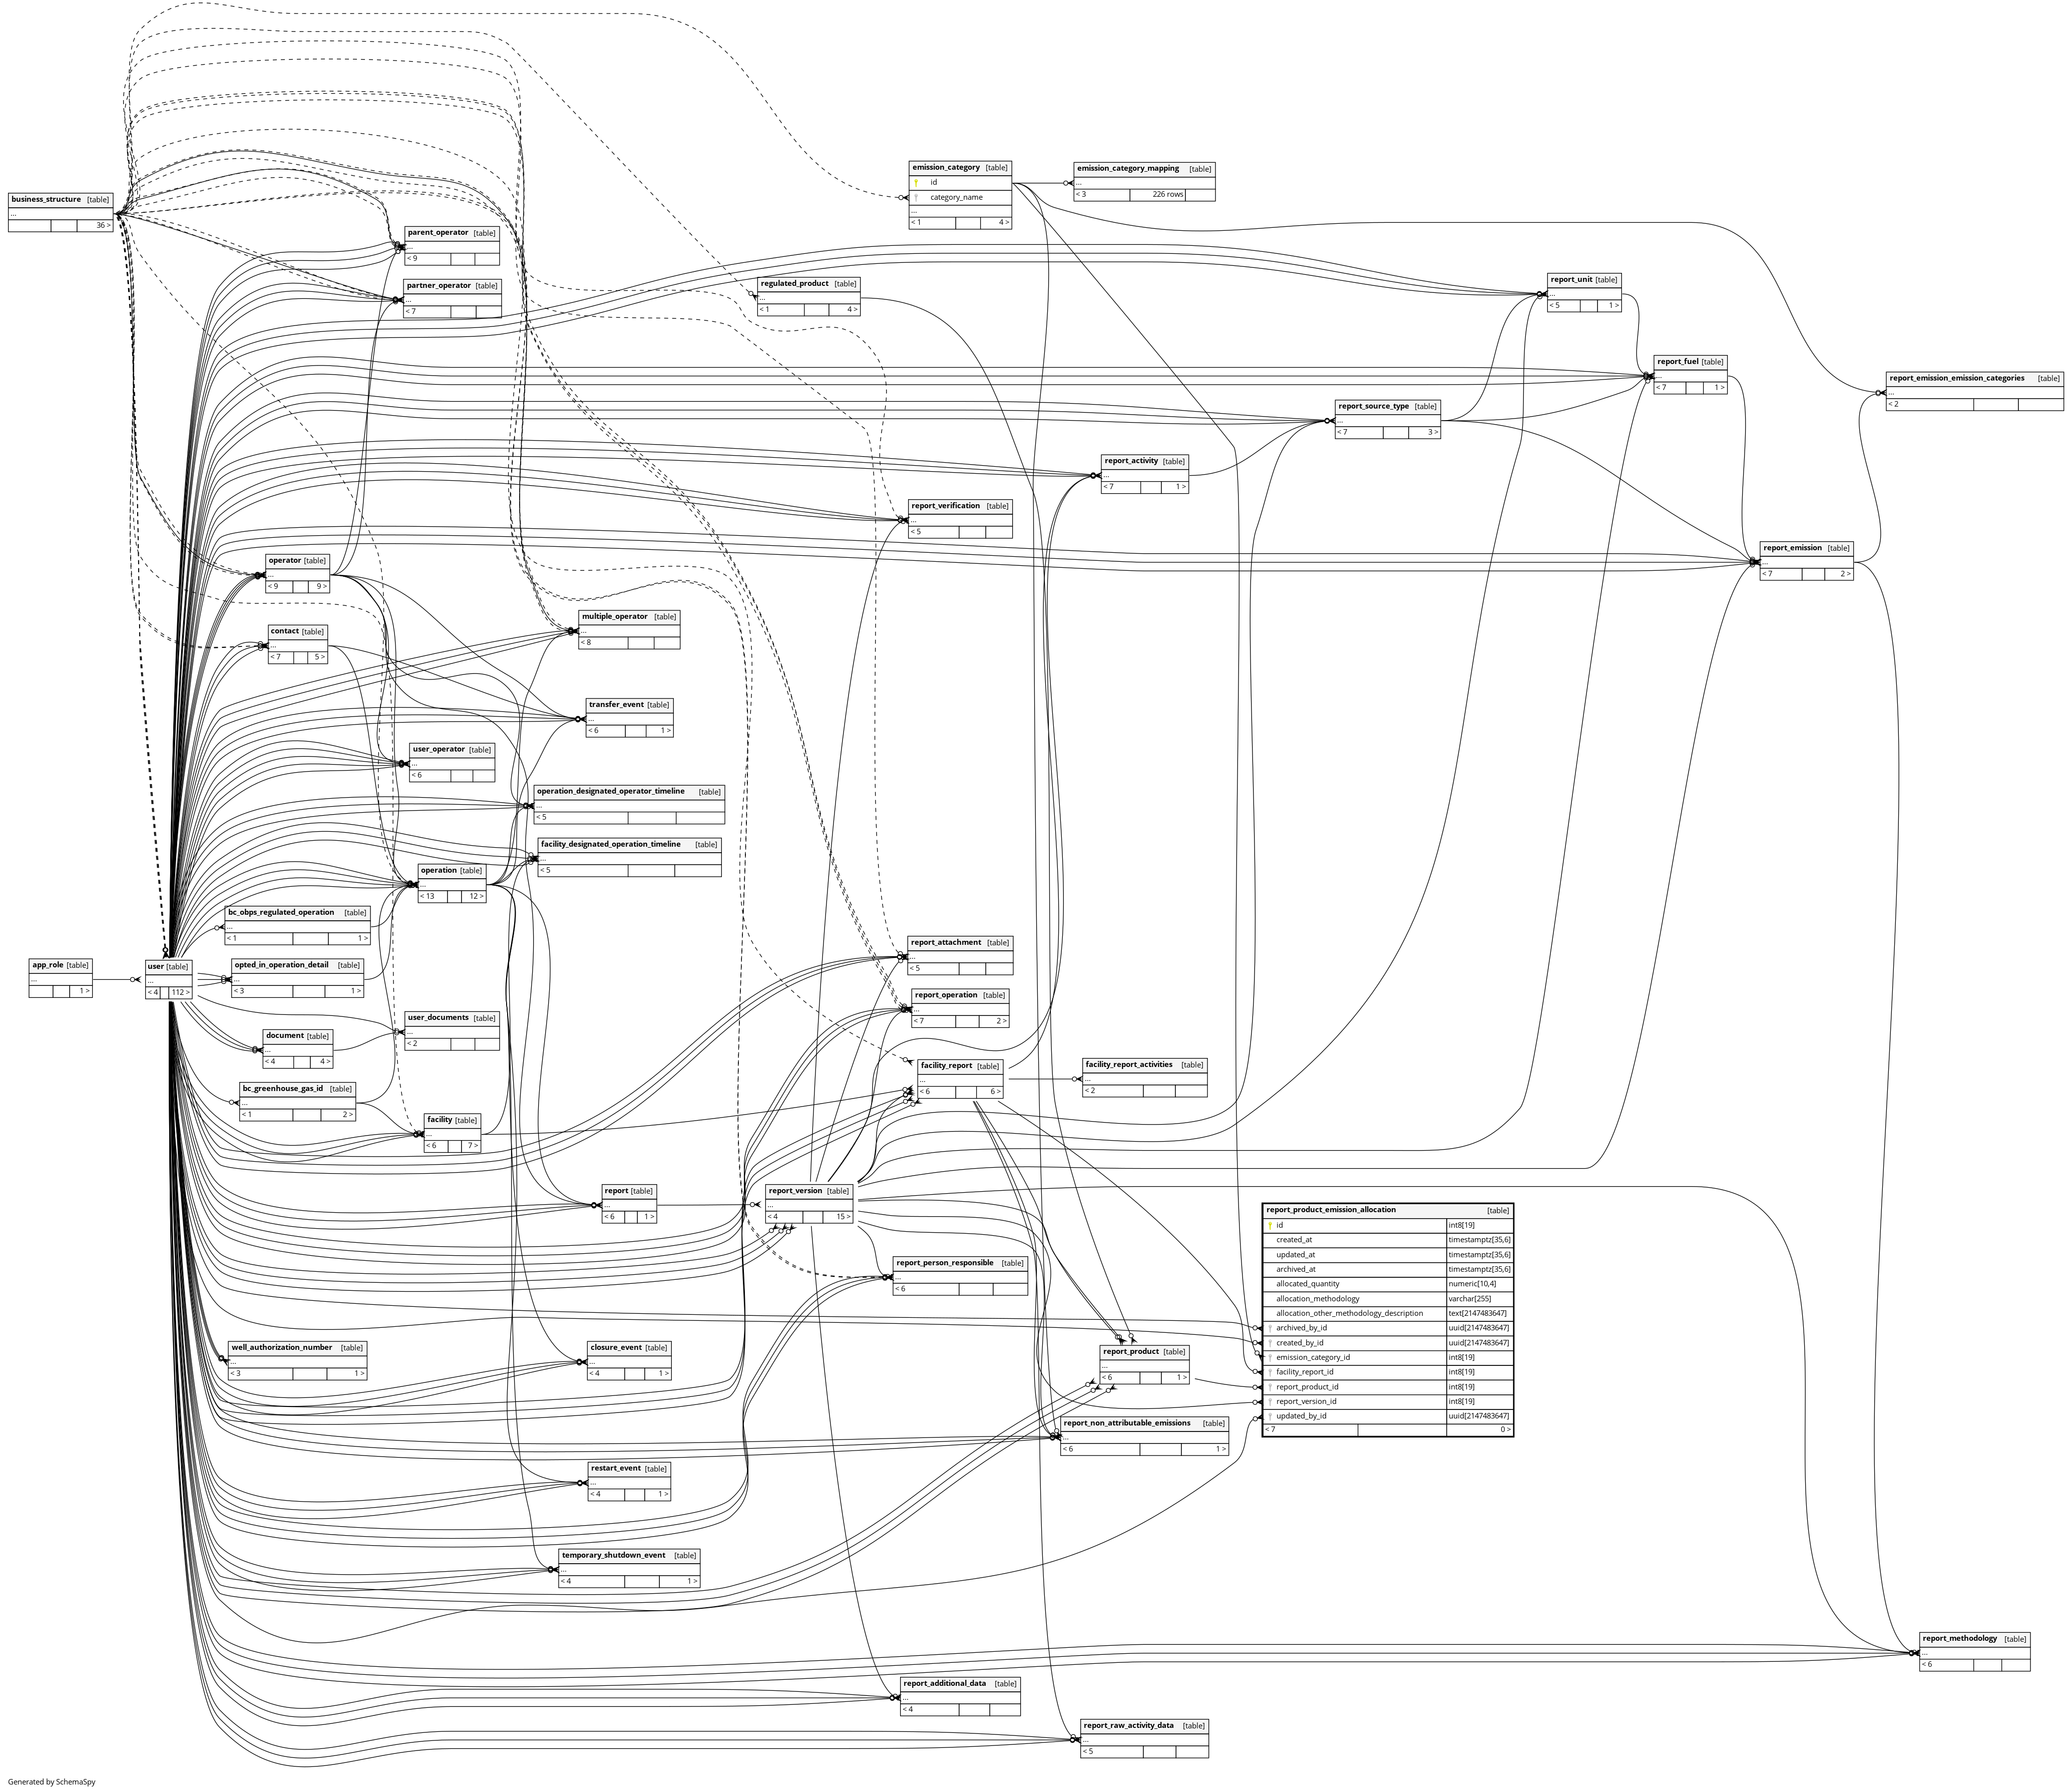 business_structure [table]
...
36 >
emission_category [table]
id
category_name
...
< 1 4 >
emission_category_mapping [table]
...
< 3 226 rows
parent_operator [table]
...
< 9
partner_operator [table]
...
< 7
regulated_product [table]
...
< 1 4 >
report_unit [table]
...
< 5 1 >
report_fuel [table]
...
< 7 1 >
report_emission_emission_categories [table]
...
< 2
report_source_type [table]
...
< 7 3 >
report_activity [table]
...
< 7 1 >
report_verification [table]
...
< 5
report_emission [table]
...
< 7 2 >
operator [table]
...
< 9 9 >
contact [table]
...
< 7 5 >
multiple_operator [table]
...
< 8
transfer_event [table]
...
< 6 1 >
user_operator [table]
...
< 6
operation_designated_operator_timeline [table]
...
< 5
facility_designated_operation_timeline [table]
...
< 5
operation [table]
...
< 13 12 >
bc_obps_regulated_operation [table]
...
< 1 1 >
app_role [table]
...
1 >
user [table]
...
< 4 112 >
opted_in_operation_detail [table]
...
< 3 1 >
report_attachment [table]
...
< 5
report_operation [table]
...
< 7 2 >
user_documents [table]
...
< 2
document [table]
...
< 4 4 >
facility_report [table]
...
< 6 6 >
facility_report_activities [table]
...
< 2
bc_greenhouse_gas_id [table]
...
< 1 2 >
facility [table]
...
< 6 7 >
report [table]
...
< 6 1 >
report_version [table]
...
< 4 15 >
report_product_emission_allocation [table]
id int8[19]
created_at timestamptz[35,6]
updated_at timestamptz[35,6]
archived_at timestamptz[35,6]
allocated_quantity numeric[10,4]
allocation_methodology varchar[255]
allocation_other_methodology_description text[2147483647]
archived_by_id uuid[2147483647]
created_by_id uuid[2147483647]
emission_category_id int8[19]
facility_report_id int8[19]
report_product_id int8[19]
report_version_id int8[19]
updated_by_id uuid[2147483647]
< 7 0 >
report_person_responsible [table]
...
< 6
well_authorization_number [table]
...
< 3 1 >
closure_event [table]
...
< 4 1 >
report_product [table]
...
< 6 1 >
report_non_attributable_emissions [table]
...
< 6 1 >
restart_event [table]
...
< 4 1 >
temporary_shutdown_event [table]
...
< 4 1 >
report_methodology [table]
...
< 6
report_additional_data [table]
...
< 4
report_raw_activity_data [table]
...
< 5
Generated by SchemaSpy